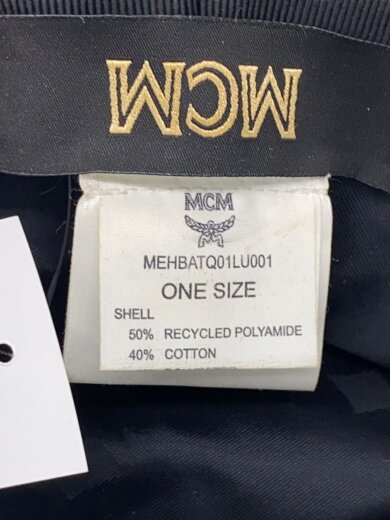 MCM
MCM
MEHBATQ01LU001
ONE SIZE
SHELL
50% RECYCLED POLYAMIDE
40% COTTON